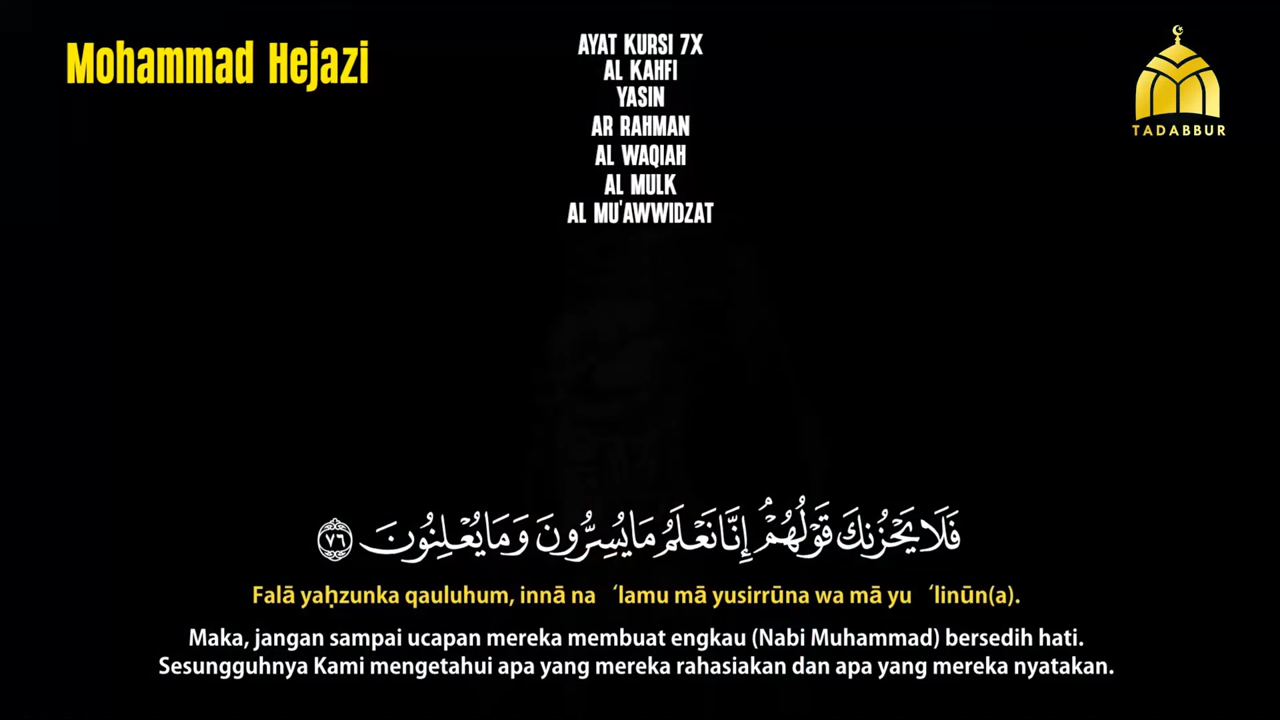 Mohammad Hejazi
AYAT KURSI 7X
AL KAHFI
YASIN
AR RAHMAN
AL WAQIAH
AL MULK
AL MU'AWWIDZAT
TADABBUR
فَلَا يَحْزُنكَ قَوْلُهُمْ ۘ إِنَّا نَعْلَمُ مَا يُسِرُّونَ وَمَا يُعْلِنُونَ ٧٦
Falā yaḥzunka qauluhum, innā na ‘lamu mā yusirrūna wa mā yu ‘linūn(a).
Maka, jangan sampai ucapan mereka membuat engkau (Nabi Muhammad) bersedih hati.
Sesungguhnya Kami mengetahui apa yang mereka rahasiakan dan apa yang mereka nyatakan.